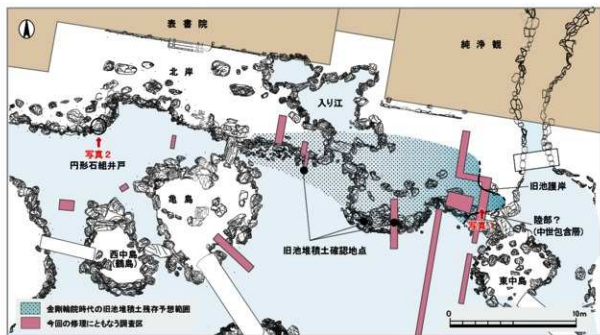 表書院
純浄観
北岸
入り江
写真2
円形石組井戸
亀島
旧池護岸
写真1
陸部？
(中世包含層)
旧池堆積土確認地点
西中島
(鶴島)
東中島
金剛輪院時代の旧池堆積土残存予想範囲
今回の修理にともなう調査区
0
10m